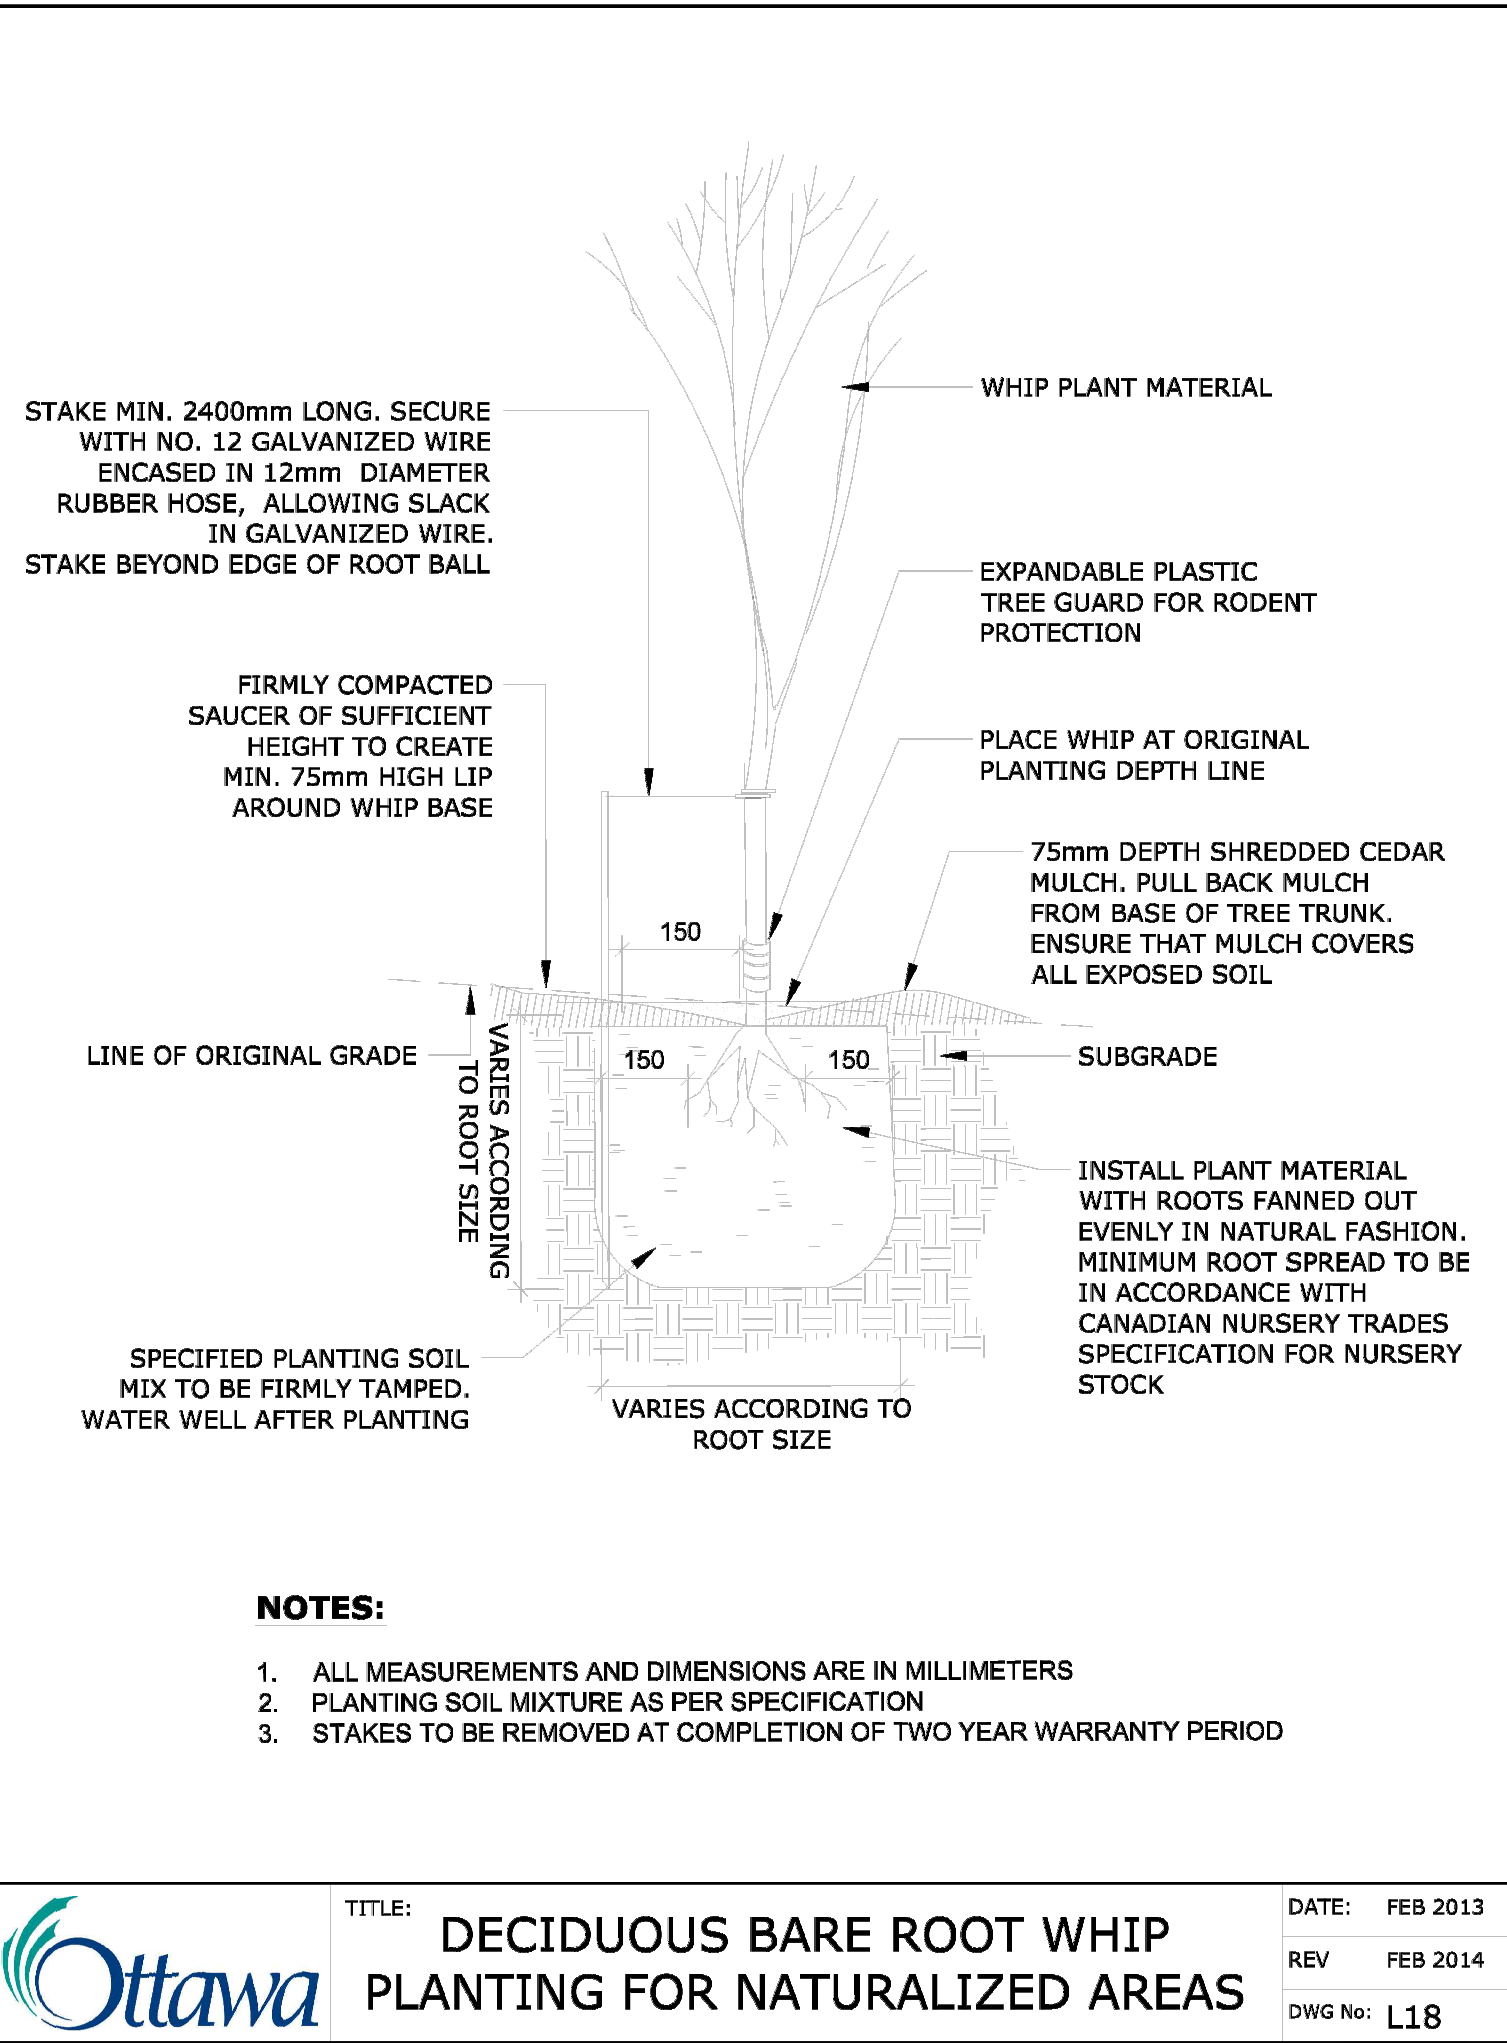 WHIP PLANT MATERIAL
STAKE MIN. 2400mm LONG. SECURE
WITH NO. 12 GALVANIZED WIRE
ENCASED IN 12mm DIAMETER
RUBBER HOSE, ALLOWING SLACK
IN GALVANIZED WIRE.
STAKE BEYOND EDGE OF ROOT BALL
EXPANDABLE PLASTIC
TREE GUARD FOR RODENT
PROTECTION
FIRMLY COMPACTED
SAUCER OF SUFFICIENT
HEIGHT TO CREATE
MIN. 75mm HIGH LIP
AROUND WHIP BASE
PLACE WHIP AT ORIGINAL
PLANTING DEPTH LINE
75mm DEPTH SHREDDED CEDAR
MULCH. PULL BACK MULCH
FROM BASE OF TREE TRUNK.
ENSURE THAT MULCH COVERS
ALL EXPOSED SOIL
150
LINE OF ORIGINAL GRADE
VARIES ACCORDING
TO ROOT SIZE
150
150
SUBGRADE
INSTALL PLANT MATERIAL
WITH ROOTS FANNED OUT
EVENLY IN NATURAL FASHION.
MINIMUM ROOT SPREAD TO BE
IN ACCORDANCE WITH
CANADIAN NURSERY TRADES
SPECIFICATION FOR NURSERY
STOCK
SPECIFIED PLANTING SOIL
MIX TO BE FIRMLY TAMPED.
WATER WELL AFTER PLANTING
VARIES ACCORDING TO
ROOT SIZE
NOTES:
1. ALL MEASUREMENTS AND DIMENSIONS ARE IN MILLIMETERS
2. PLANTING SOIL MIXTURE AS PER SPECIFICATION
3. STAKES TO BE REMOVED AT COMPLETION OF TWO YEAR WARRANTY PERIOD
Ottawa
TITLE:
DECIDUOUS BARE ROOT WHIP
PLANTING FOR NATURALIZED AREAS
DATE: FEB 2013
REV FEB 2014
DWG No: L18